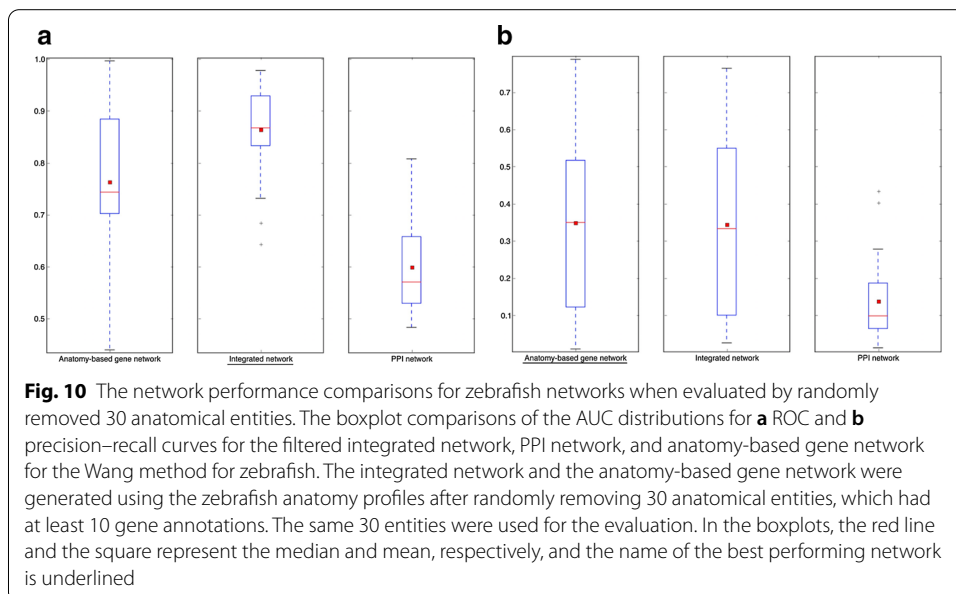 a
b
1.0
0.9
0.8
0.7
0.6
0.5
0.7
0.6
0.5
0.4
0.3
0.2
0.1
Anatomy-based gene network
Integrated network
PPI network
Anatomy-based gene network
Integrated network
PPI network
Fig. 10 The network performance comparisons for zebrafish networks when evaluated by randomly
removed 30 anatomical entities. The boxplot comparisons of the AUC distributions for a ROC and b
precision–recall curves for the filtered integrated network, PPI network, and anatomy-based gene network
for the Wang method for zebrafish. The integrated network and the anatomy-based gene network were
generated using the zebrafish anatomy profiles after randomly removing 30 anatomical entities, which had
at least 10 gene annotations. The same 30 entities were used for the evaluation. In the boxplots, the red line
and the square represent the median and mean, respectively, and the name of the best performing network
is underlined